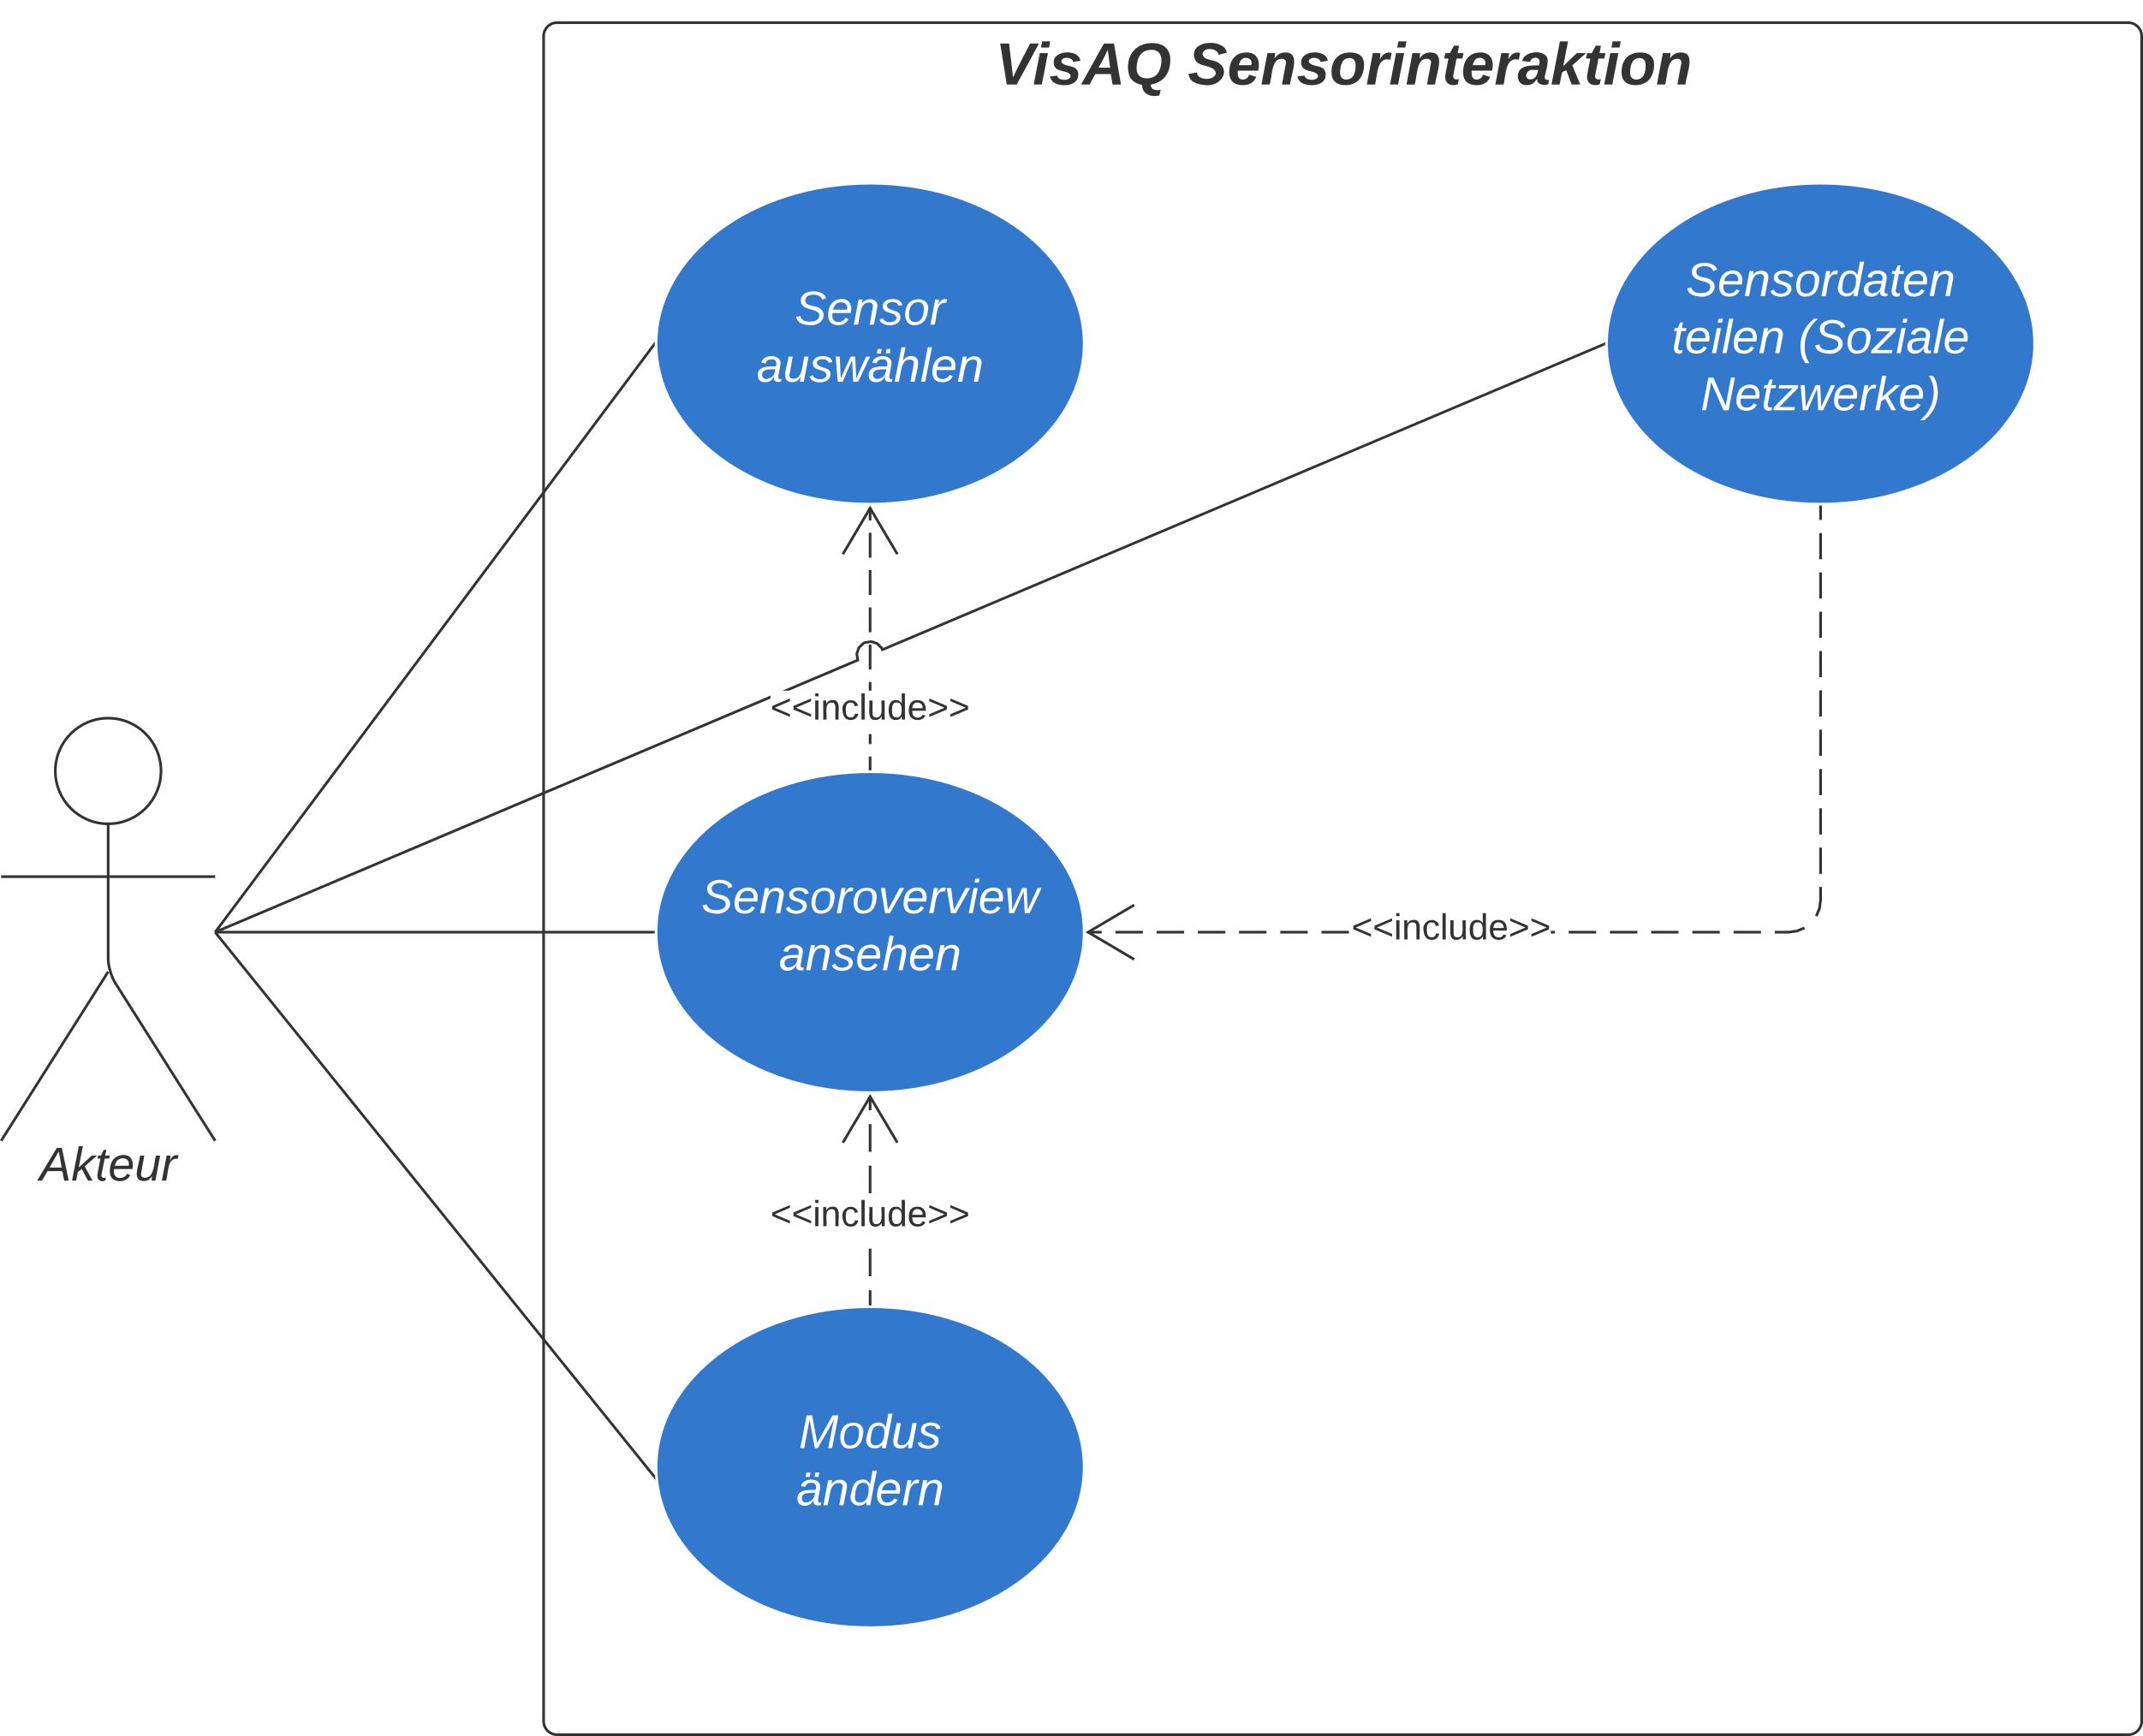 VisAQ Sensorinteraktion
Sensor
auswählen
Sensordaten
teilen (Soziale
Netzwerke)
<<include>>
Sensoroverview
ansehen
<<include>>
Akteur
<<include>>
Modus
ändern